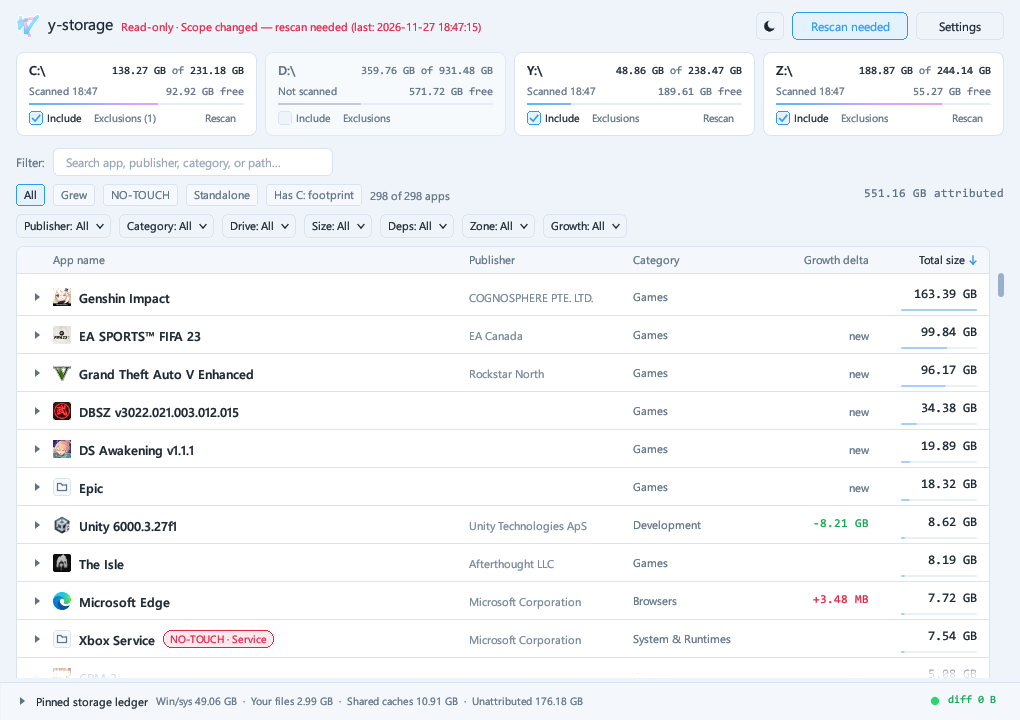 y-storage Read-only · Scope changed — rescan needed (last: 2026-11-27 18:47:15) Rescan needed Settings
C:\ 138.27 GB of 231.18 GB
Scanned 18:47 92.92 GB free
Include Exclusions (1) Rescan
D:\ 359.76 GB of 931.48 GB
Not scanned 571.72 GB free
Include Exclusions
Y:\ 48.86 GB of 238.47 GB
Scanned 18:47 189.61 GB free
Include Exclusions Rescan
Z:\ 188.87 GB of 244.14 GB
Scanned 18:47 55.27 GB free
Include Exclusions Rescan
Filter: Search app, publisher, category, or path...
All Grew NO-TOUCH Standalone Has C: footprint 298 of 298 apps 551.16 GB attributed
Publisher: All Category: All Drive: All Size: All Deps: All Zone: All Growth: All
App name Publisher Category Growth delta Total size ↓
Genshin Impact COGNOSPHERE PTE. LTD. Games 163.39 GB
EA SPORTS™ FIFA 23 EA Canada Games new 99.84 GB
Grand Theft Auto V Enhanced Rockstar North Games new 96.17 GB
DBSZ v3022.021.003.012.015 Games new 34.38 GB
DS Awakening v1.1.1 Games new 19.89 GB
Epic Games new 18.32 GB
Unity 6000.3.27f1 Unity Technologies ApS Development -8.21 GB 8.62 GB
The Isle Afterthought LLC Games 8.19 GB
Microsoft Edge Microsoft Corporation Browsers +3.48 MB 7.72 GB
Xbox Service NO-TOUCH · Service Microsoft Corporation System & Runtimes 7.54 GB
5.08 GB
Pinned storage ledger Win/sys 49.06 GB · Your files 2.99 GB · Shared caches 10.91 GB · Unattributed 176.18 GB diff 0 B